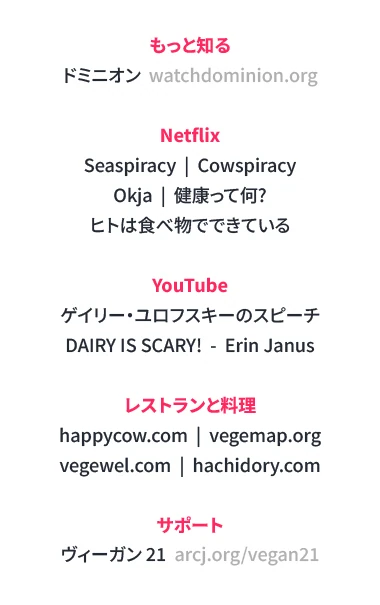 もっと知る
ドミニオン watchdominion.org
Netflix
Seaspiracy | Cowspiracy
Okja | 健康って何?
ヒトは食べ物でできている
YouTube
ゲイリー・ユロフスキーのスピーチ
DAIRY IS SCARY! - Erin Janus
レストランと料理
happycow.com | vegemap.org
vegewel.com | hachidory.com
サポート
ヴィーガン 21 arcj.org/vegan21